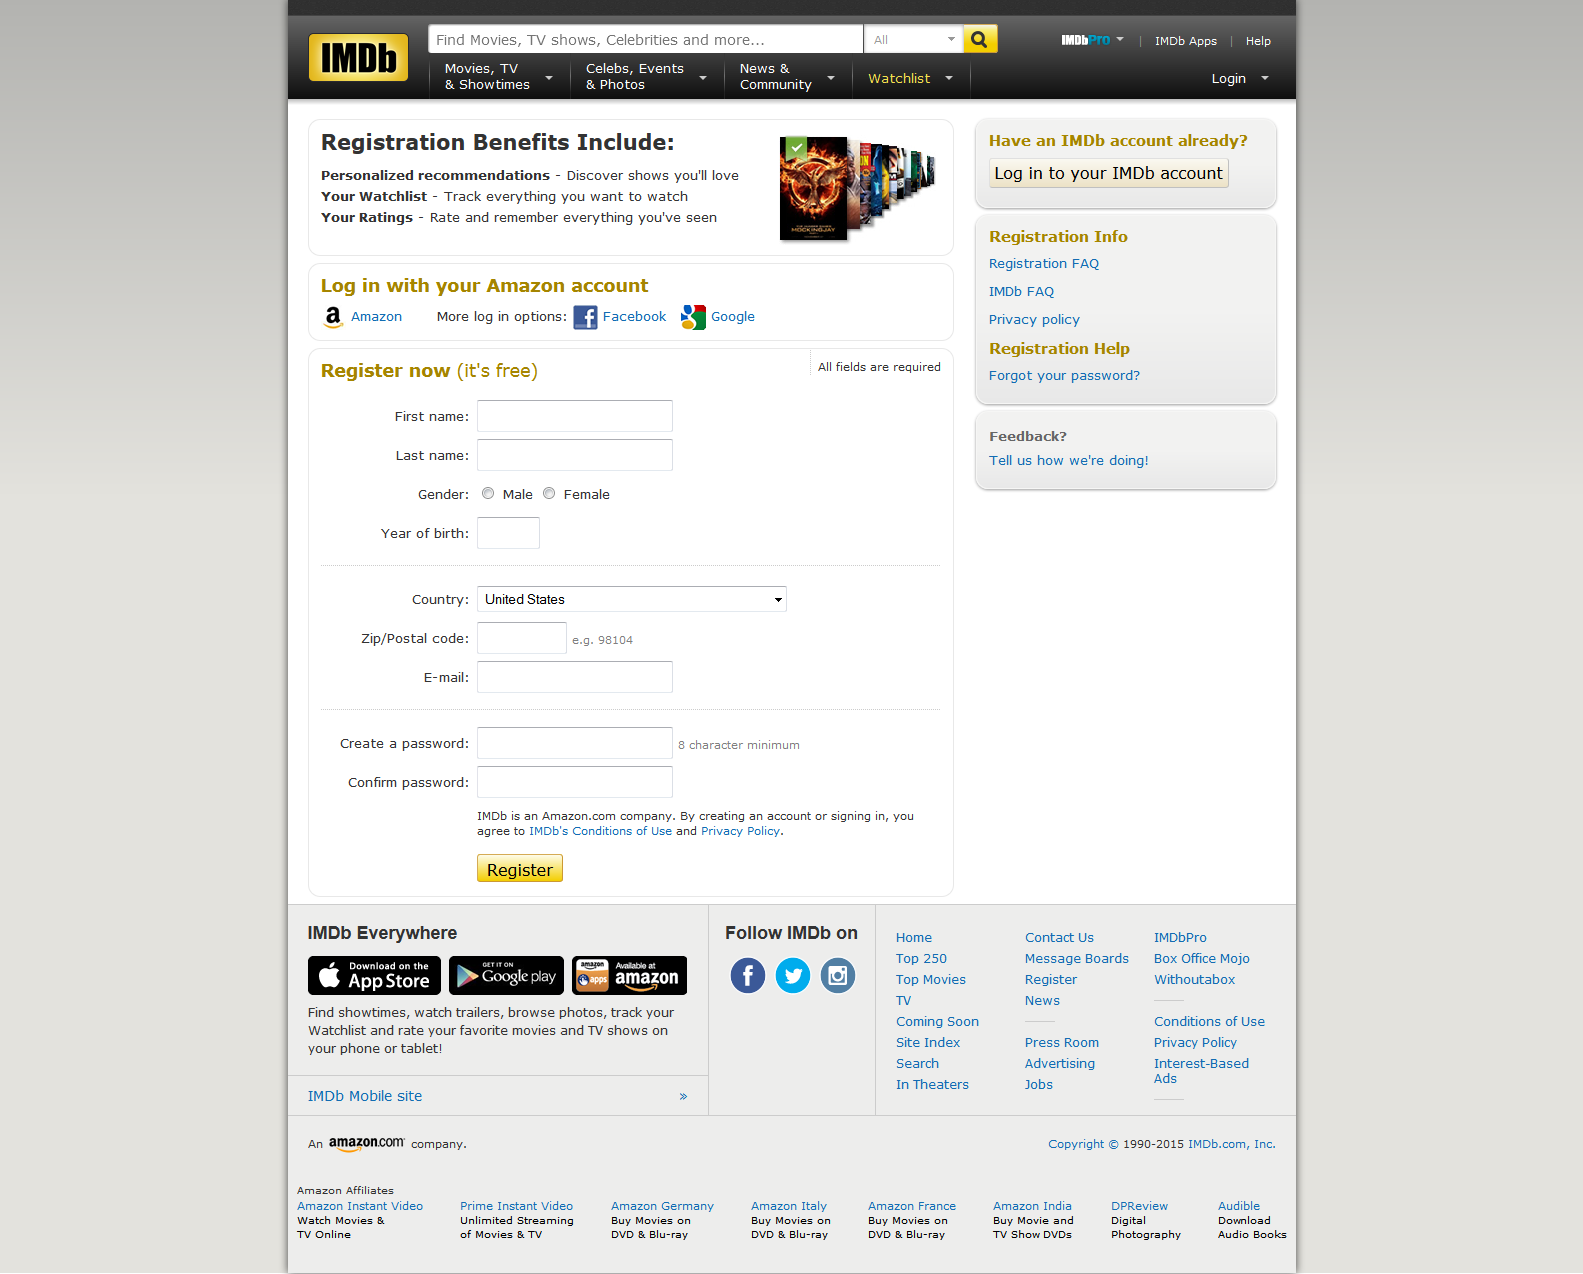 IMDb
Find Movies, TV shows, Celebrities and more...
All
IMDbPro
IMDb Apps
Help
Movies, TV
& Showtimes
Celebs, Events
& Photos
News &
Community
Watchlist
Login
Registration Benefits Include:
Personalized recommendations - Discover shows you'll love
Your Watchlist - Track everything you want to watch
Your Ratings - Rate and remember everything you've seen
MOCKINGJAY
Have an IMDb account already?
Log in to your IMDb account
Log in with your Amazon account
Amazon
More log in options:
Facebook
Google
Registration Info
Registration FAQ
IMDb FAQ
Privacy policy
Registration Help
Forgot your password?
Feedback?
Tell us how we're doing!
Register now (it's free)
All fields are required
First name:
Last name:
Gender:
Male
Female
Year of birth:
Country:
United States
Zip/Postal code:
e.g. 98104
E-mail:
Create a password:
8 character minimum
Confirm password:
IMDb is an Amazon.com company. By creating an account or signing in, you
agree to IMDb's Conditions of Use and Privacy Policy.
Register
IMDb Everywhere
Download on the
App Store
GET IT ON
Google play
amazon
apps
Available at
amazon
Find showtimes, watch trailers, browse photos, track your
Watchlist and rate your favorite movies and TV shows on
your phone or tablet!
IMDb Mobile site
»
Follow IMDb on
Home
Top 250
Top Movies
TV
Coming Soon
Site Index
Search
In Theaters
Contact Us
Message Boards
Register
News
Press Room
Advertising
Jobs
IMDbPro
Box Office Mojo
Withoutabox
Conditions of Use
Privacy Policy
Interest-Based
Ads
An amazon.com company.
Copyright © 1990-2015 IMDb.com, Inc.
Amazon Affiliates
Amazon Instant Video
Watch Movies &
TV Online
Prime Instant Video
Unlimited Streaming
of Movies & TV
Amazon Germany
Buy Movies on
DVD & Blu-ray
Amazon Italy
Buy Movies on
DVD & Blu-ray
Amazon France
Buy Movies on
DVD & Blu-ray
Amazon India
Buy Movie and
TV Show DVDs
DPReview
Digital
Photography
Audible
Download
Audio Books